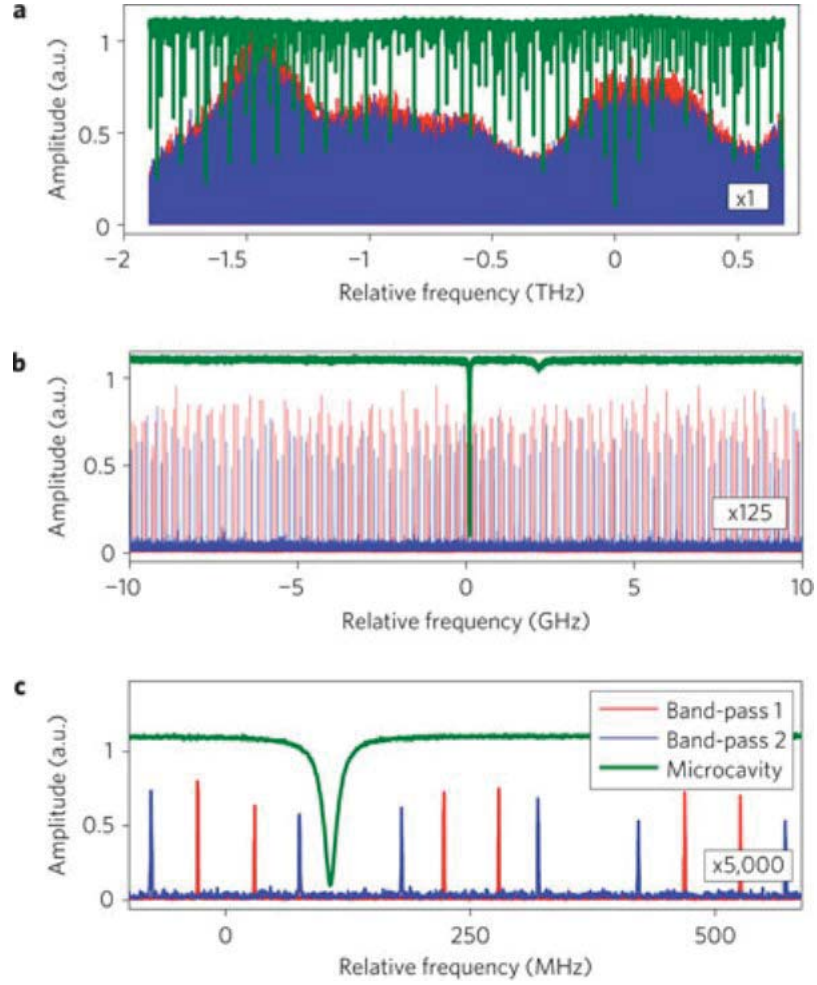 a
Amplitude (a.u.)
1
0.5
0
x1
−2 −1.5 −1 −0.5 0 0.5
Relative frequency (THz)
b
Amplitude (a.u.)
1
0.5
0
x125
−10 −5 0 5 10
Relative frequency (GHz)
c
Amplitude (a.u.)
1
0.5
0
Band-pass 1
Band-pass 2
Microcavity
x5,000
0 250 500
Relative frequency (MHz)